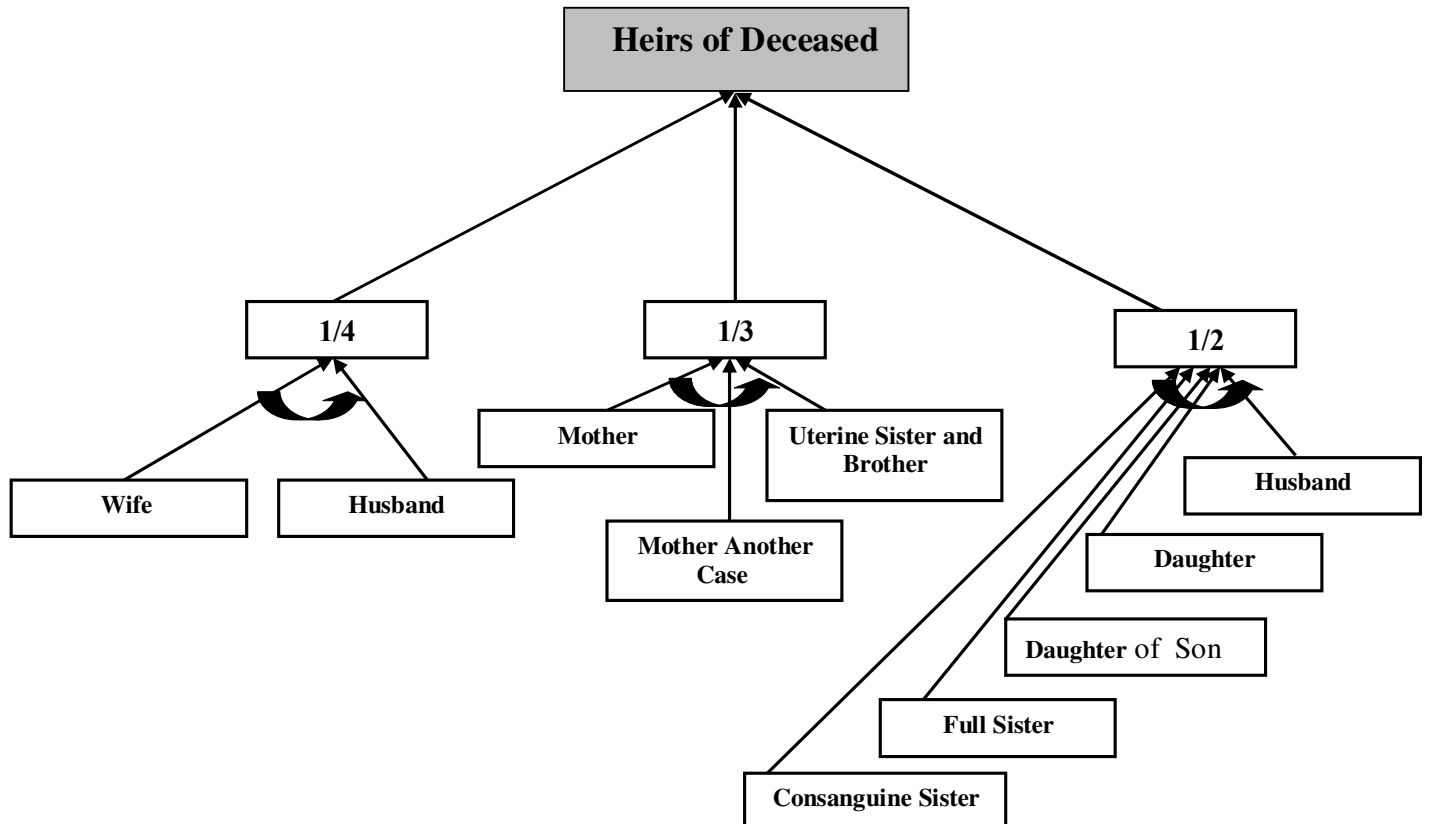 Heirs of Deceased
1/4
1/3
1/2
Mother
Uterine Sister and
Brother
Wife
Husband
Husband
Mother Another
Case
Daughter
Daughter of Son
Full Sister
Consanguine Sister